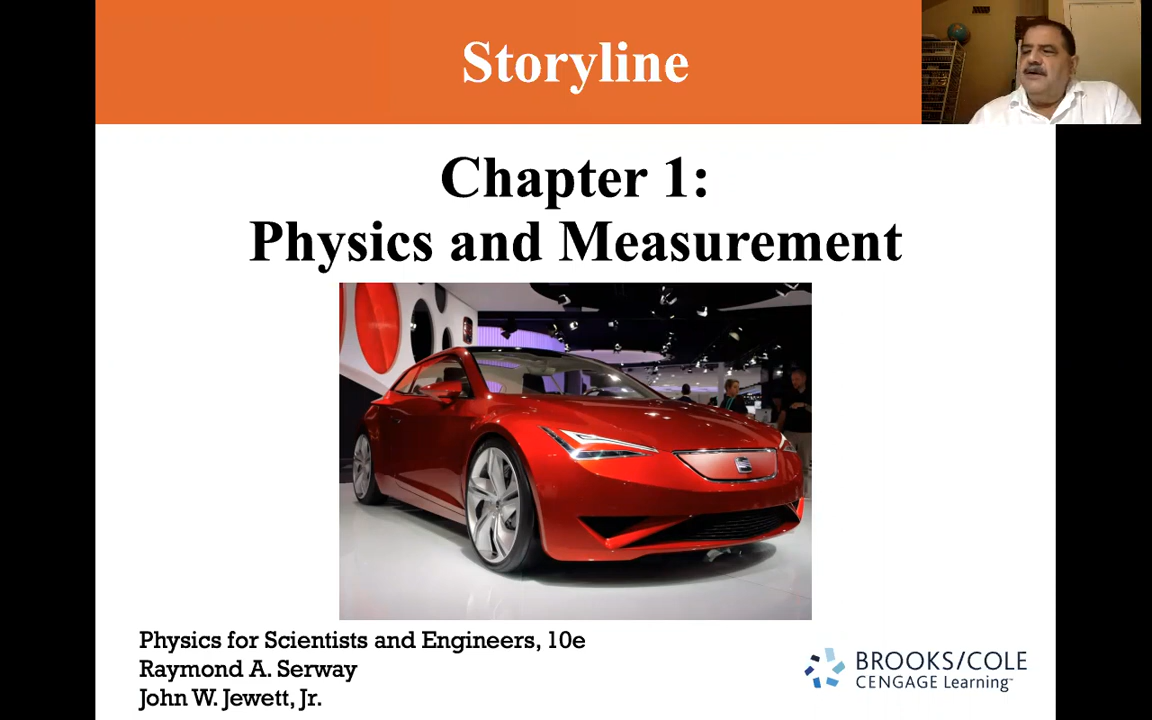 Storyline
Chapter 1:
Physics and Measurement
Physics for Scientists and Engineers, 10e
Raymond A. Serway
John W. Jewett, Jr.
BROOKS/COLE
CENGAGE Learning™